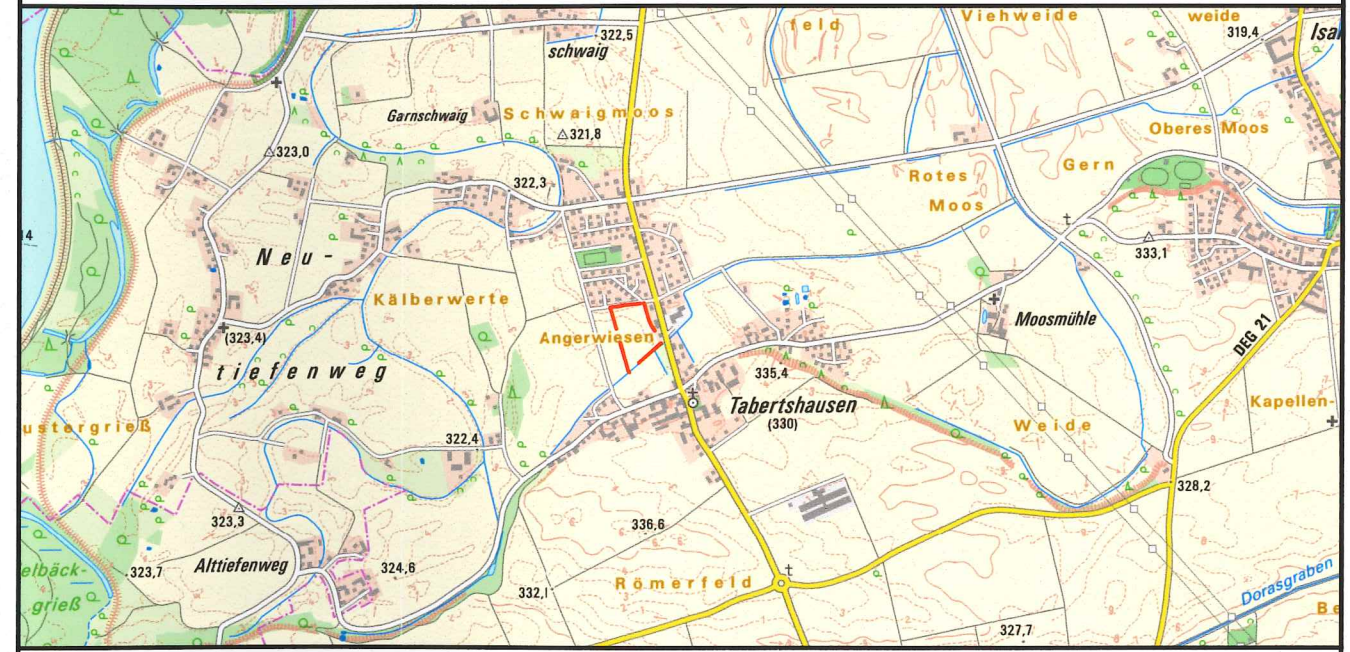 feld
Viehweide
weide
319,4
Isa
322,5
schwaig
Garnschwaig
Schwaigmoos
321,8
Oberes Moos
323,0
Gern
Rotes
Moos
322,3
14
Neu-
333,1
Kälberwerte
Moosmühle
(323,4)
Angerwiesen
DEG 21
tiefenweg
335,4
Tabertshausen
(330)
Kapellen-
ustergrieß
322,4
Weide
328,2
323,3
336,6
Alttiefenweg
324,6
elbäck-
grieß
323,7
Römerfeld
332,1
Dorasgraben
Be
327,7